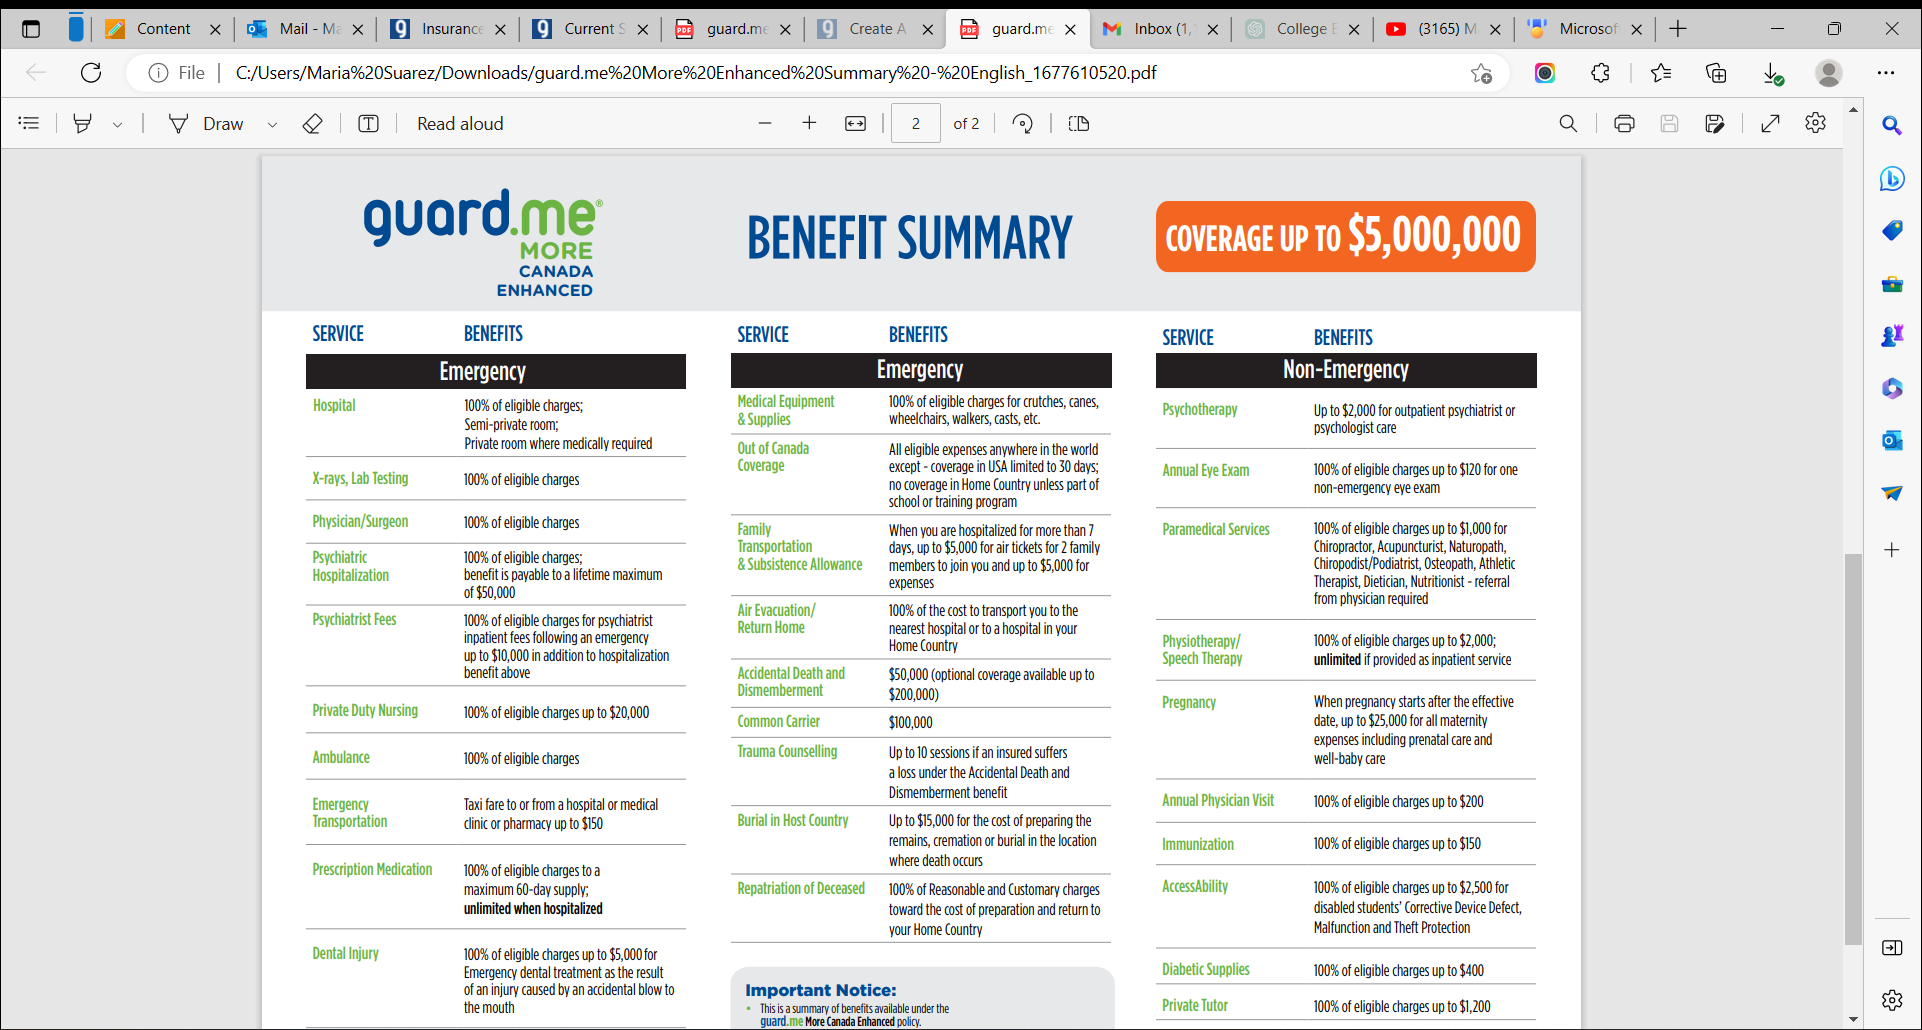 Content
Mail - Ma
Insurance
Current S
guard.me
Create A
guard.me
Inbox (1,
College E
(3165) M
Microsof
File
C:/Users/Maria%20Suarez/Downloads/guard.me%20More%20Enhanced%20Summary%20-%20English_1677610520.pdf
Draw
Read aloud
2
of 2
guard.me®
MORE
CANADA
ENHANCED
BENEFIT SUMMARY
COVERAGE UP TO $5,000,000
SERVICE BENEFITS
Emergency
Hospital
100% of eligible charges;
Semi-private room;
Private room where medically required
X-rays, Lab Testing
100% of eligible charges
Physician/Surgeon
100% of eligible charges
Psychiatric
Hospitalization
100% of eligible charges;
benefit is payable to a lifetime maximum
of $50,000
Psychiatrist Fees
100% of eligible charges for psychiatrist
inpatient fees following an emergency
up to $10,000 in addition to hospitalization
benefit above
Private Duty Nursing
100% of eligible charges up to $20,000
Ambulance
100% of eligible charges
Emergency
Transportation
Taxi fare to or from a hospital or medical
clinic or pharmacy up to $150
Prescription Medication
100% of eligible charges to a
maximum 60-day supply;
unlimited when hospitalized
Dental Injury
100% of eligible charges up to $5,000 for
Emergency dental treatment as the result
of an injury caused by an accidental blow to
the mouth
SERVICE BENEFITS
Emergency
Medical Equipment
& Supplies
100% of eligible charges for crutches, canes,
wheelchairs, walkers, casts, etc.
Out of Canada
Coverage
All eligible expenses anywhere in the world
except - coverage in USA limited to 30 days;
no coverage in Home Country unless part of
school or training program
Family
Transportation
& Subsistence Allowance
When you are hospitalized for more than 7
days, up to $5,000 for air tickets for 2 family
members to join you and up to $5,000 for
expenses
Air Evacuation/
Return Home
100% of the cost to transport you to the
nearest hospital or to a hospital in your
Home Country
Accidental Death and
Dismemberment
$50,000 (optional coverage available up to
$200,000)
Common Carrier
$100,000
Trauma Counselling
Up to 10 sessions if an insured suffers
a loss under the Accidental Death and
Dismemberment benefit
Burial in Host Country
Up to $15,000 for the cost of preparing the
remains, cremation or burial in the location
where death occurs
Repatriation of Deceased
100% of Reasonable and Customary charges
toward the cost of preparation and return to
your Home Country
Important Notice:
• This is a summary of benefits available under the
guard.me More Canada Enhanced policy.
SERVICE BENEFITS
Non-Emergency
Psychotherapy
Up to $2,000 for outpatient psychiatrist or
psychologist care
Annual Eye Exam
100% of eligible charges up to $120 for one
non-emergency eye exam
Paramedical Services
100% of eligible charges up to $1,000 for
Chiropractor, Acupuncturist, Naturopath,
Chiropodist/Podiatrist, Osteopath, Athletic
Therapist, Dietician, Nutritionist - referral
from physician required
Physiotherapy/
Speech Therapy
100% of eligible charges up to $2,000;
unlimited if provided as inpatient service
Pregnancy
When pregnancy starts after the effective
date, up to $25,000 for all maternity
expenses including prenatal care and
well-baby care
Annual Physician Visit
100% of eligible charges up to $200
Immunization
100% of eligible charges up to $150
AccessAbility
100% of eligible charges up to $2,500 for
disabled students' Corrective Device Defect,
Malfunction and Theft Protection
Diabetic Supplies
100% of eligible charges up to $400
Private Tutor
100% of eligible charges up to $1,200